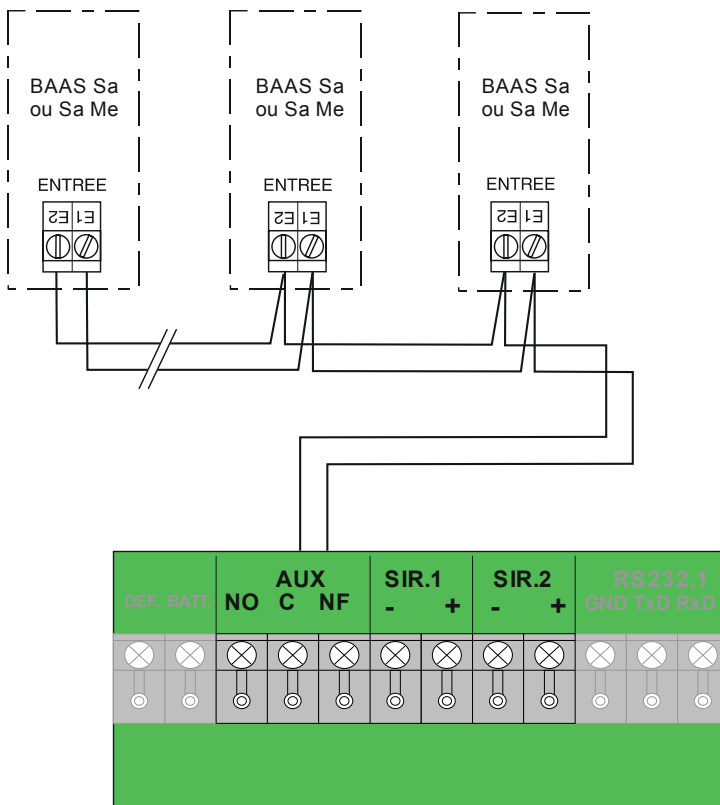 BAAS Sa
ou Sa Me
ENTREE
E2 E1
BAAS Sa
ou Sa Me
ENTREE
E2 E1
BAAS Sa
ou Sa Me
ENTREE
E2 E1
DEF. BATT.
AUX
NO C NF
SIR.1
- +
SIR.2
- +
RS232.1
GND TxD RxD